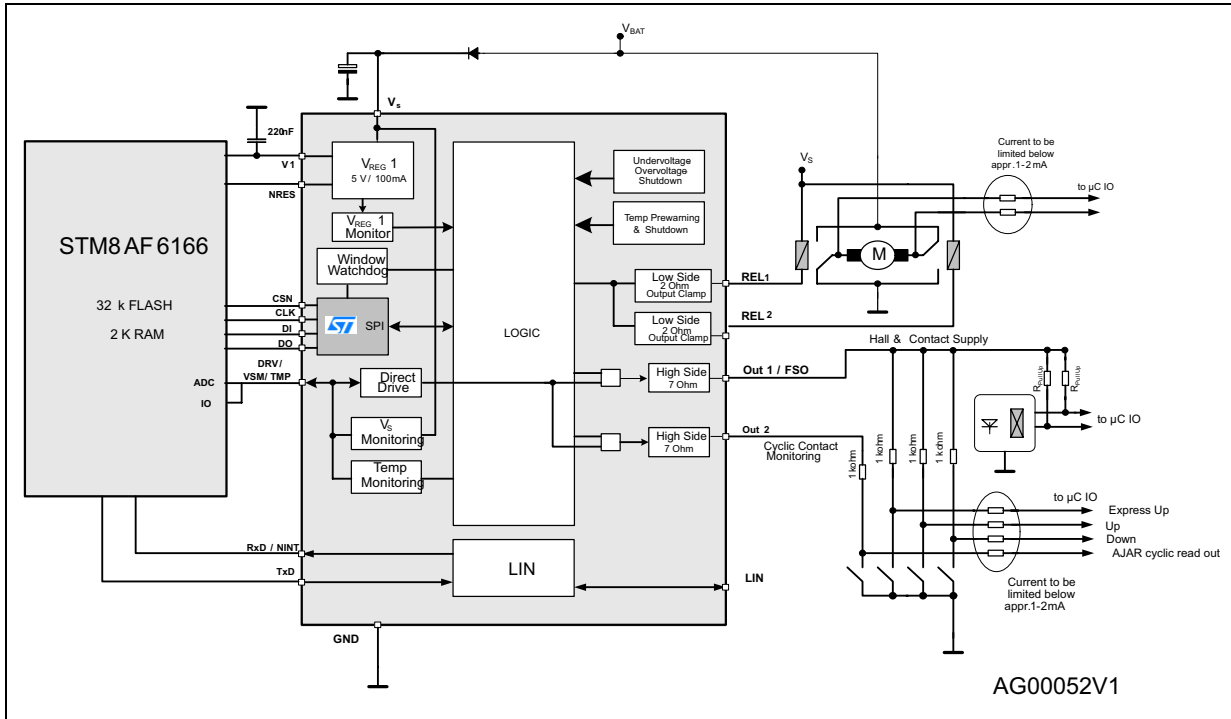 VBAT
Vs
220nF
V1
NRES
VREG 1
5 V / 100mA
VREG 1
Monitor
Window
Watchdog
STM8 AF 6166
32 k FLASH
2 K RAM
CSN
CLK
DI
DO
ST
SPI
LOGIC
Undervoltage
Overvoltage
Shutdown
Temp Prewarning
& Shutdown
Low Side
2 Ohm
Output Clamp
Low Side
2 Ohm
Output Clamp
REL1
REL 2
VS
M
Current to be
limited below
appr.1-2 mA
to µC IO
ADC
IO
DRV/
VSM/ TMP
Direct
Drive
VS
Monitoring
Temp
Monitoring
High Side
7 Ohm
High Side
7 Ohm
Out 1 / FSO
Out 2
Hall & Contact Supply
Cyclic Contact
Monitoring
1 kohm
1 kohm
1 kohm
1 kohm
RPull Up
RPull Up
to µC IO
to µC IO
Express Up
Up
Down
AJAR cyclic read out
Current to be
limited below
appr.1-2mA
RxD / NINT
TxD
LIN
LIN
GND
AG00052V1